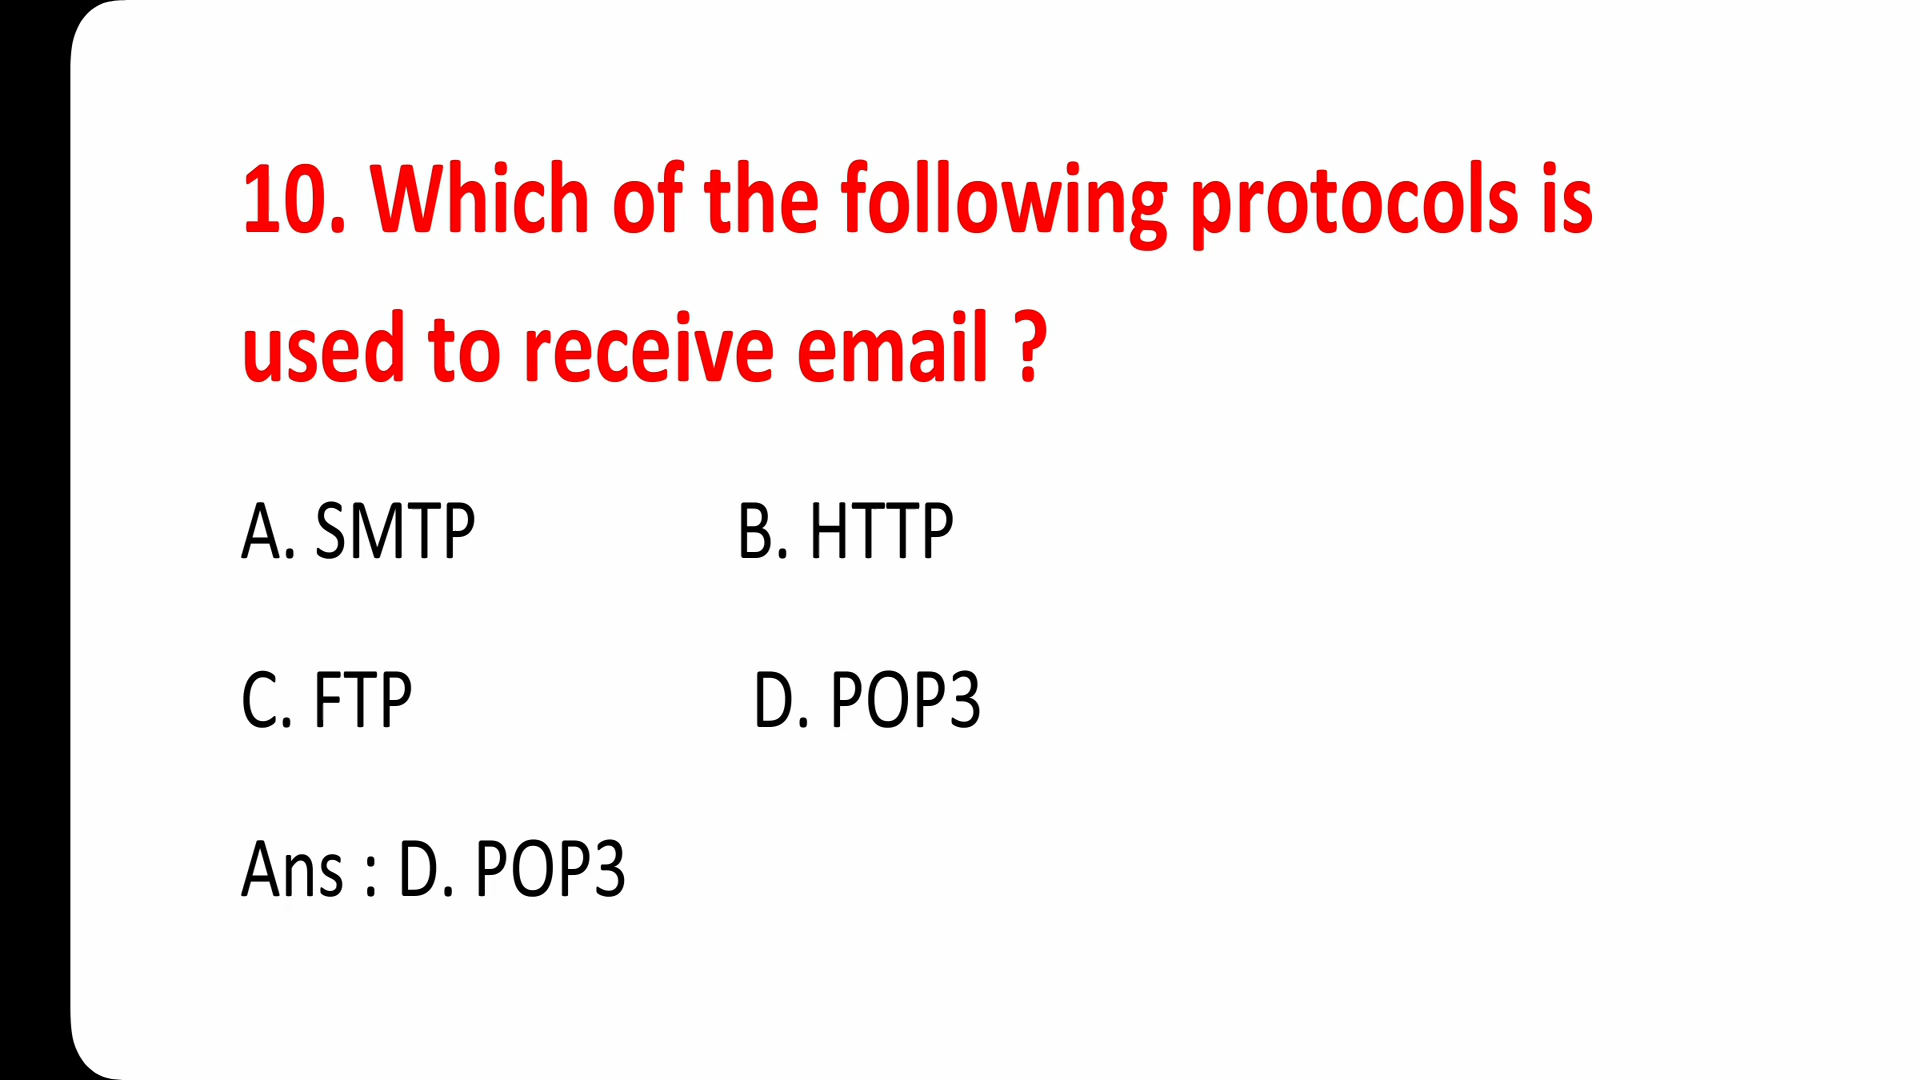 10. Which of the following protocols is
used to receive email ?
A. SMTP B. HTTP
C. FTP D. POP3
Ans : D. POP3